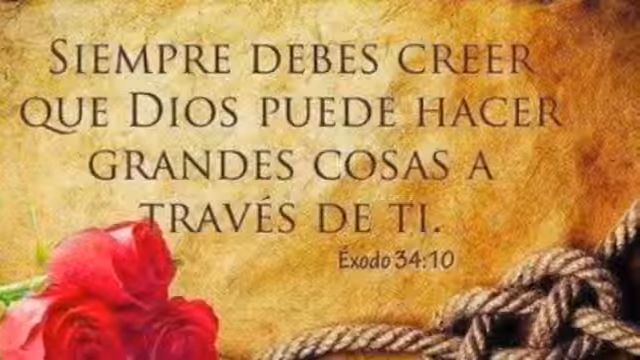 Siempre debes creer
que Dios puede hacer
grandes cosas a
través de ti.
Éxodo 34:10